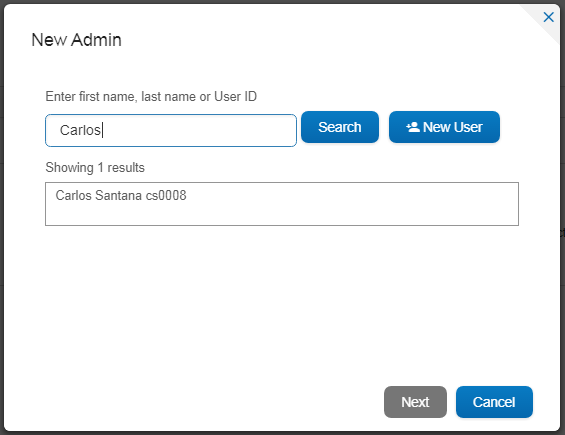 New Admin
Enter first name, last name or User ID
Carlos
Search
New User
Showing 1 results
Carlos Santana cs0008
Next
Cancel